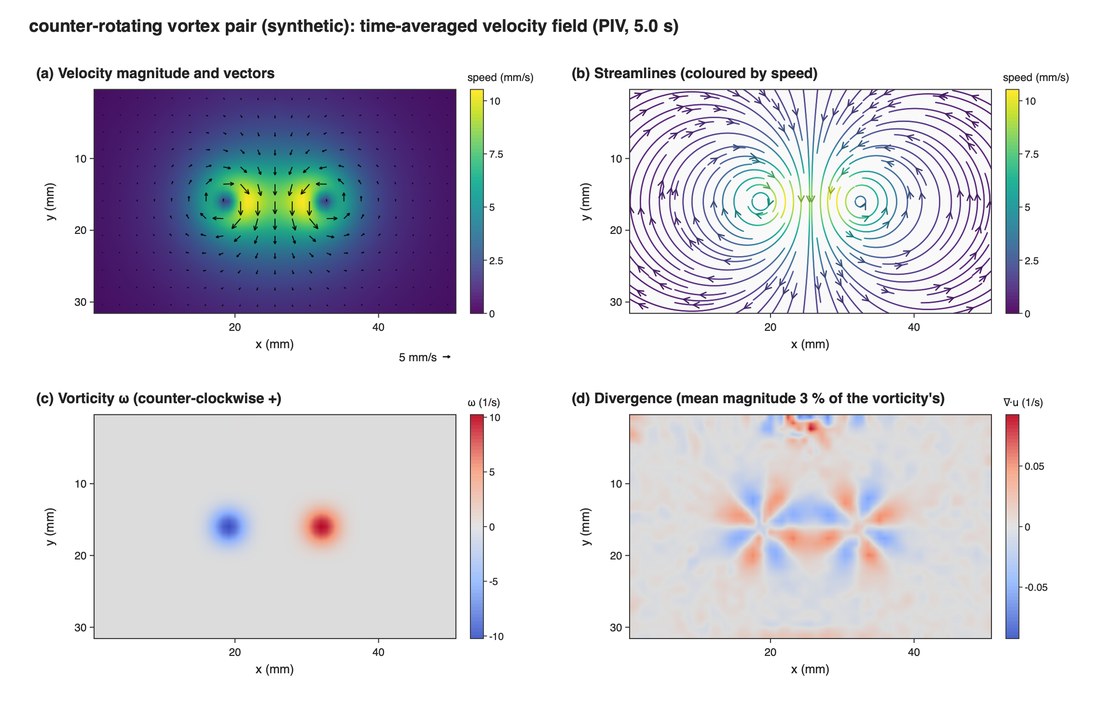 counter-rotating vortex pair (synthetic): time-averaged velocity field (PIV, 5.0 s)
(a) Velocity magnitude and vectors
speed (mm/s)
10
7.5
5
2.5
0
10
20
30
y (mm)
20
40
x (mm)
5 mm/s
(b) Streamlines (coloured by speed)
speed (mm/s)
10
7.5
5
2.5
0
10
20
30
y (mm)
20
40
x (mm)
(c) Vorticity ω (counter-clockwise +)
ω (1/s)
10
5
0
-5
-10
10
20
30
y (mm)
20
40
x (mm)
(d) Divergence (mean magnitude 3 % of the vorticity's)
∇·u (1/s)
0.05
0
-0.05
10
20
30
y (mm)
20
40
x (mm)